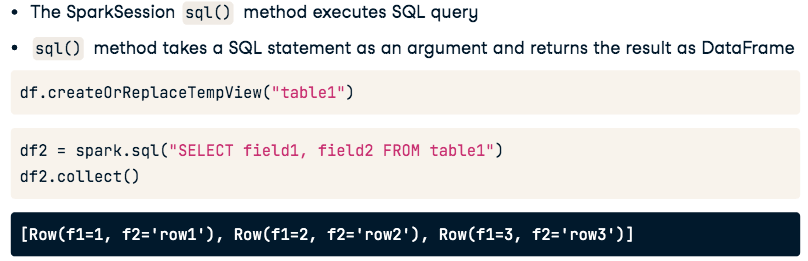 • The SparkSession sql() method executes SQL query
• sql() method takes a SQL statement as an argument and returns the result as DataFrame
df.createOrReplaceTempView("table1")
df2 = spark.sql("SELECT field1, field2 FROM table1")
df2.collect()
[Row(f1=1, f2='row1'), Row(f1=2, f2='row2'), Row(f1=3, f2='row3')]